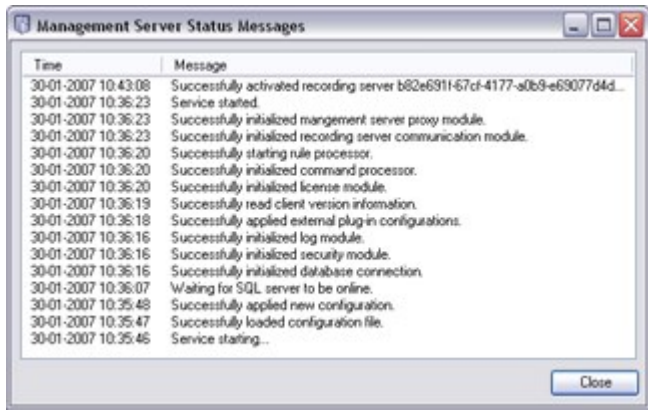 Management Server Status Messages
Time Message
30-01-2007 10:43:08 Successfully activated recording server b82e691f-67cf-4177-a0b9-e69077d4d...
30-01-2007 10:36:23 Service started.
30-01-2007 10:36:23 Successfully initialized mangement server proxy module.
30-01-2007 10:36:23 Successfully initialized recording server communication module.
30-01-2007 10:36:20 Successfully starting rule processor.
30-01-2007 10:36:20 Successfully initialized command processor.
30-01-2007 10:36:20 Successfully initialized license module.
30-01-2007 10:36:19 Successfully read client version information.
30-01-2007 10:36:18 Successfully applied external plug-in configurations.
30-01-2007 10:36:16 Successfully initialized log module.
30-01-2007 10:36:16 Successfully initialized security module.
30-01-2007 10:36:16 Successfully initialized database connection.
30-01-2007 10:36:07 Waiting for SQL server to be online.
30-01-2007 10:35:48 Successfully applied new configuration.
30-01-2007 10:35:47 Successfully loaded configuration file.
30-01-2007 10:35:46 Service starting...
Close